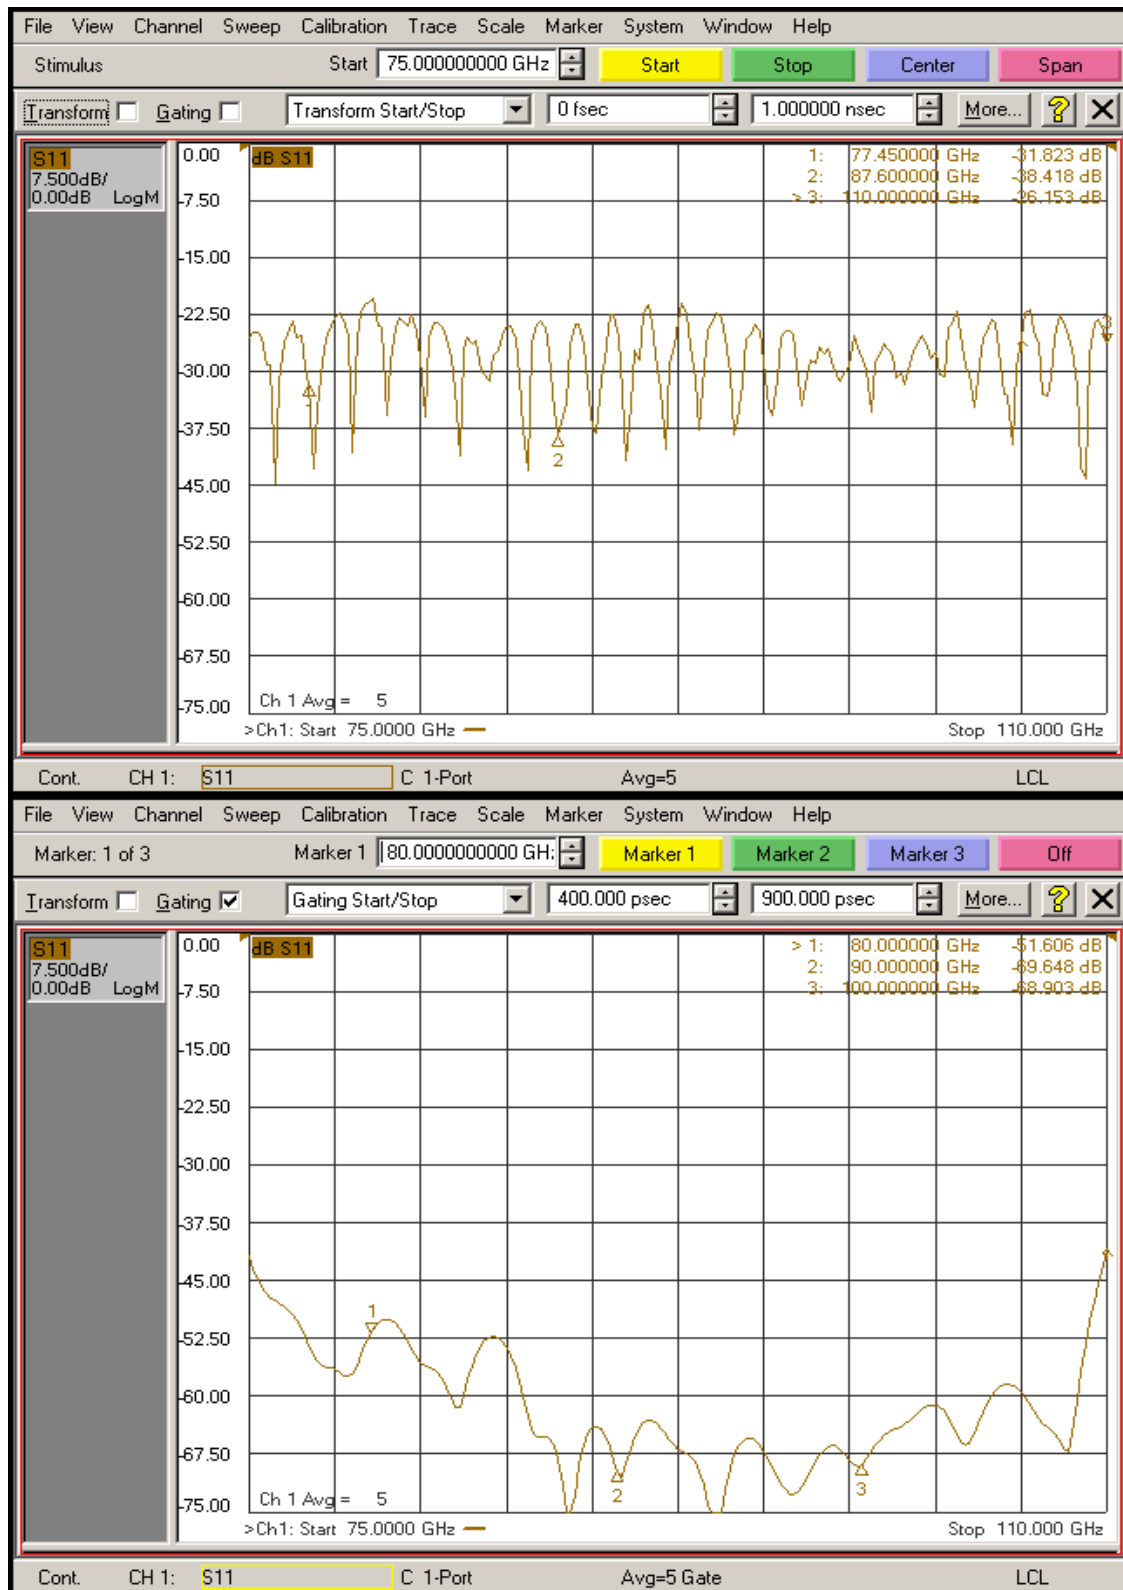 File View Channel Sweep Calibration Trace Scale Marker System Window Help
Stimulus Start 75.000000000 GHz Start Stop Center Span
Transform Gating Transform Start/Stop 0 fsec 1.000000 nsec More... ? X
S11 0.00 dB S11 1: 77.450000 GHz -31.823 dB
7.500dB/ 2: 87.600000 GHz -38.418 dB
0.00dB LogM -7.50 > 3: 110.000000 GHz -26.153 dB
-15.00
-22.50
3
-30.00
1
-37.50
2
-45.00
-52.50
-60.00
-67.50
-75.00 Ch 1 Avg = 5
>Ch1: Start 75.0000 GHz Stop 110.000 GHz
Cont. CH 1: S11 C 1-Port Avg=5 LCL
File View Channel Sweep Calibration Trace Scale Marker System Window Help
Marker: 1 of 3 Marker 1 80.0000000000 GH: Marker 1 Marker 2 Marker 3 Off
Transform Gating Gating Start/Stop 400.000 psec 900.000 psec More... ? X
S11 0.00 dB S11 > 1: 80.000000 GHz -51.606 dB
7.500dB/ 2: 90.000000 GHz -69.648 dB
0.00dB LogM -7.50 3: 100.000000 GHz -68.903 dB
-15.00
-22.50
-30.00
-37.50
-45.00
1
-52.50
-60.00
-67.50
2 3
-75.00 Ch 1 Avg = 5
>Ch1: Start 75.0000 GHz Stop 110.000 GHz
Cont. CH 1: S11 C 1-Port Avg=5 Gate LCL